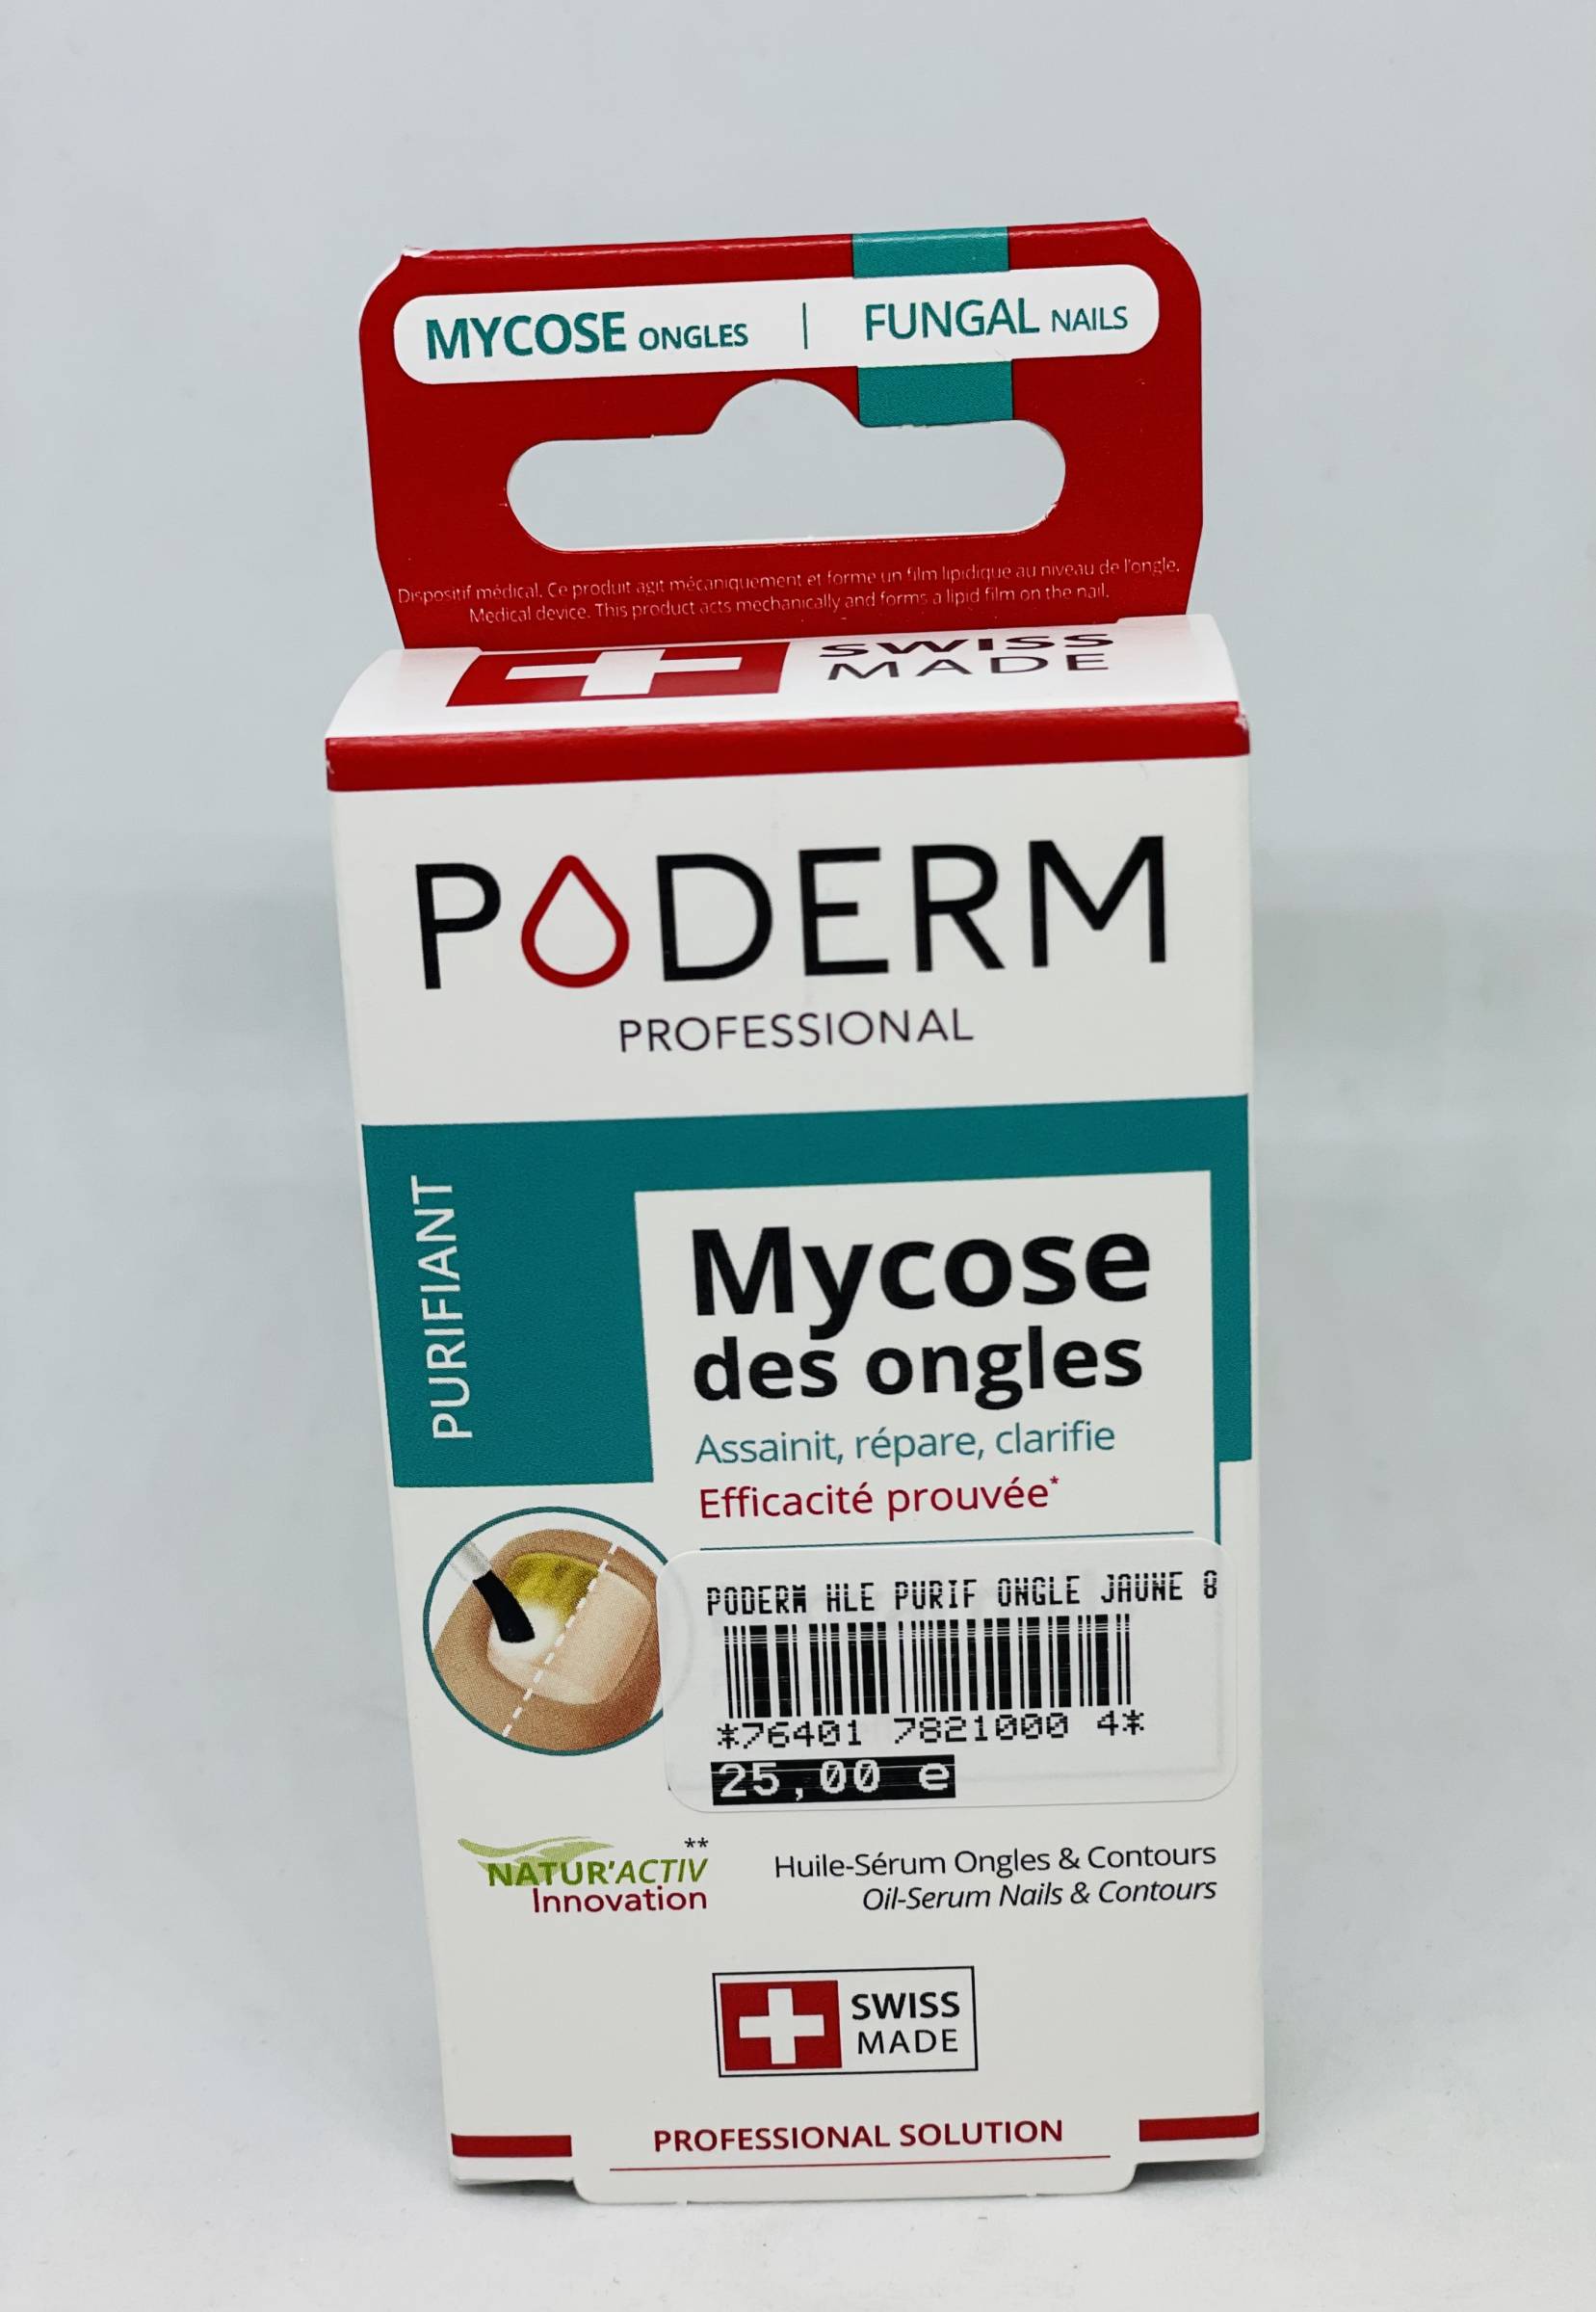 MYCOSE ONGLES | FUNGAL NAILS
Dispositif médical. Ce produit agit mécaniquement et forme un film lipidique au niveau de l'ongle.
Medical device. This product acts mechanically and forms a lipid film on the nail.
SWISS
MADE
PODERM
PROFESSIONAL
PURIFIANT
Mycose
des ongles
Assainit, répare, clarifie
Efficacité prouvée*
PODERM HLE PURIF ONGLE JAUNE 8
*76401 7821000 4*
25,00 e
NATUR'ACTIV**
Innovation
Huile-Sérum Ongles & Contours
Oil-Serum Nails & Contours
SWISS
MADE
PROFESSIONAL SOLUTION